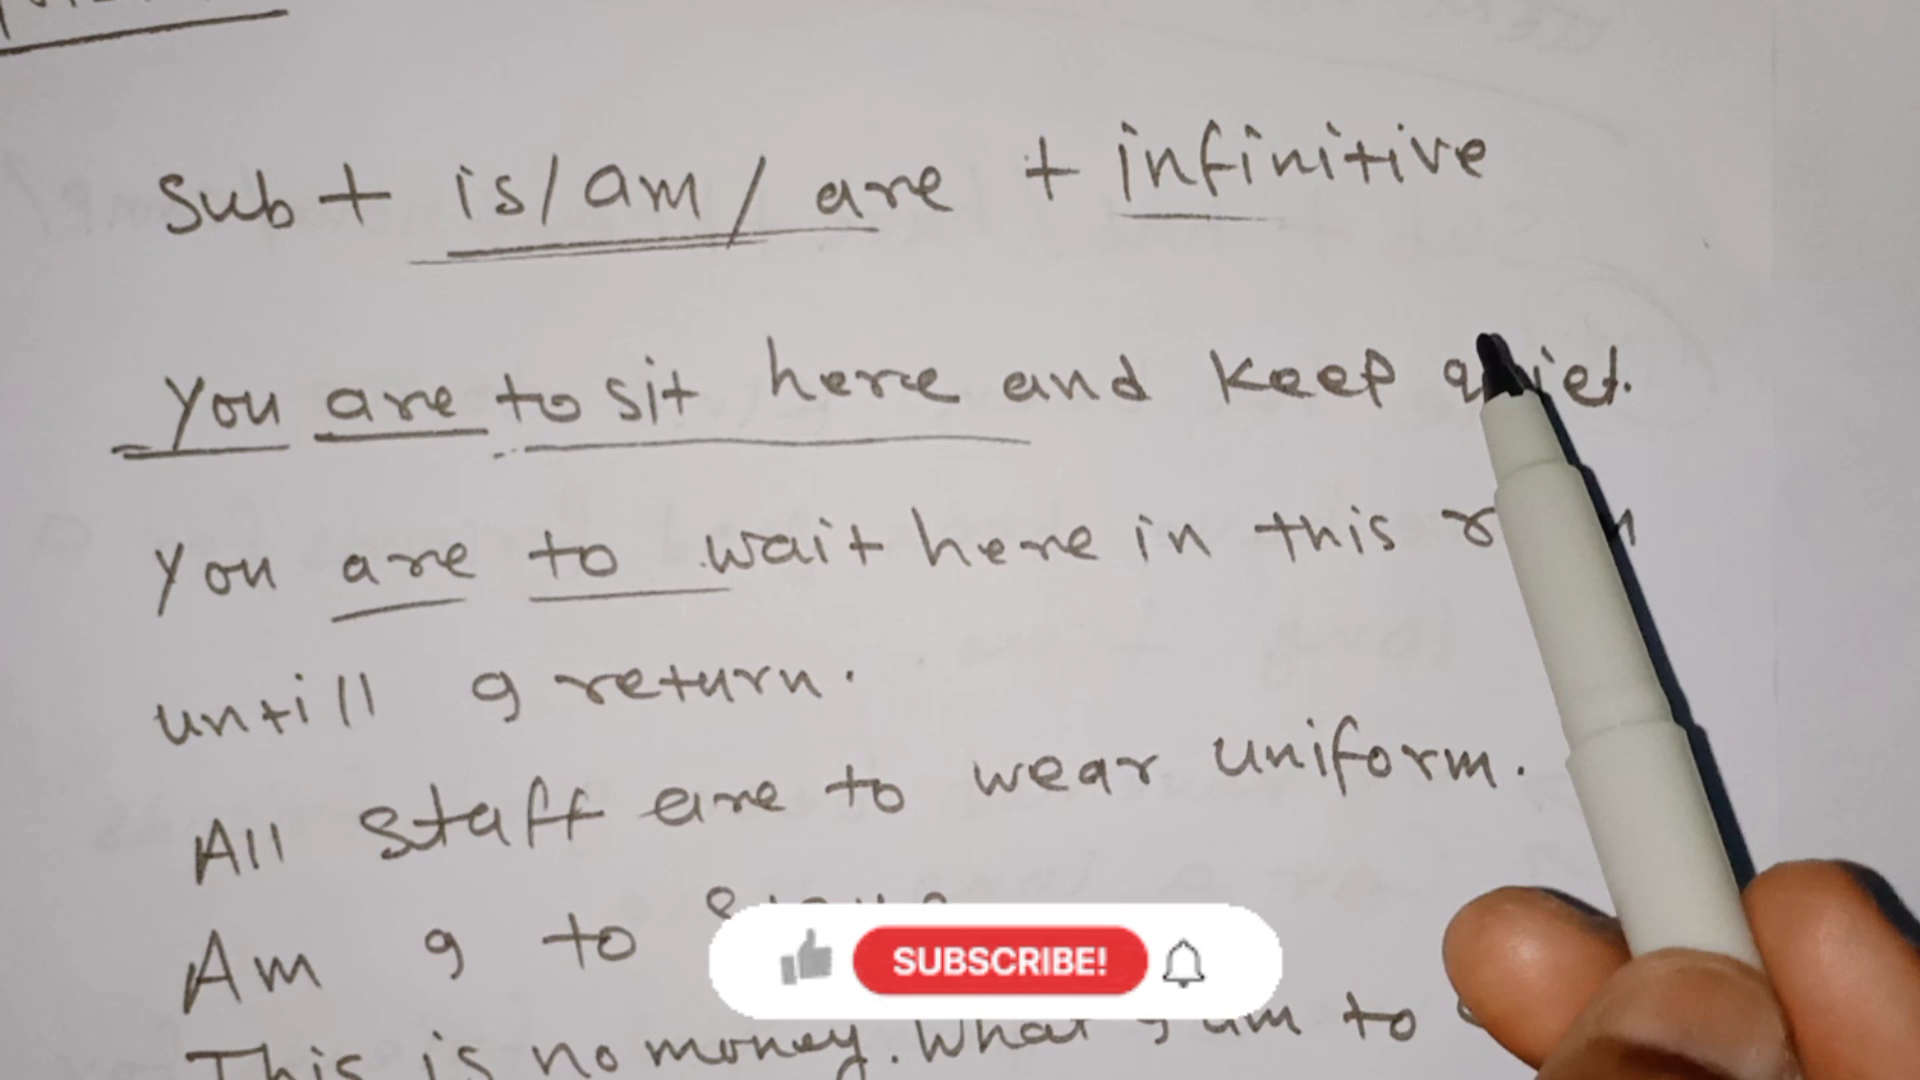 Sub + is/am/are + infinitive
You are to sit here and keep quiet.
You are to wait here in this
untill I return.
All staff are to wear uniform.
Am I to
SUBSCRIBE!
This is no money. What I am to